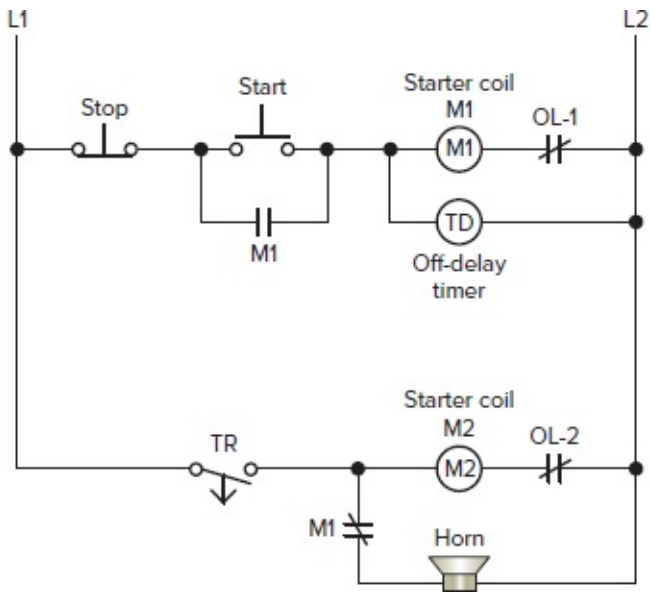 L1
L2
Stop
Start
Starter coil
M1
OL-1
M1
M1
TD
Off-delay
timer
Starter coil
M2
OL-2
TR
M2
M1
Horn